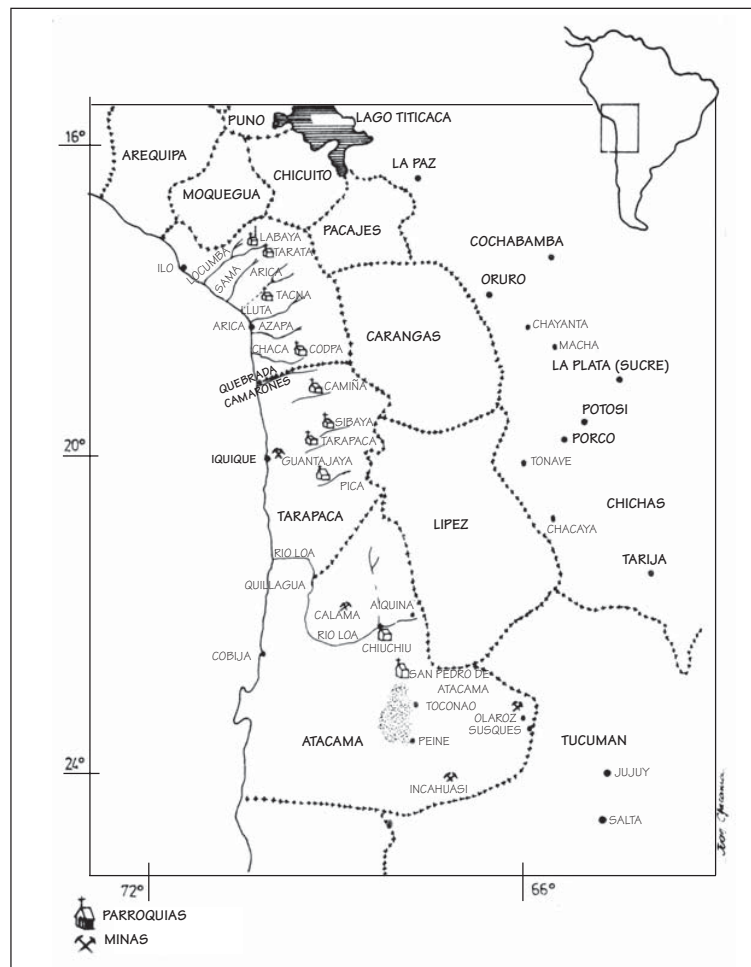 PUNO
LAGO TITICACA
16°
AREQUIPA
LA PAZ
CHICUITO
MOQUEGUA
PACAJES
LABAYA
TARATA
COCHABAMBA
ILO
LOCUMBA
SAMA
ARICA
ORURO
TACNA
LLUTA
ARICA
AZAPA
CHAYANTA
CARANGAS
MACHA
CHACA
CODPA
LA PLATA (SUCRE)
QUEBRADA
CAMARONES
CAMIÑA
POTOSI
SIBAYA
TARAPACA
PORCO
20°
IQUIQUE
GUANTAJAYA
TONAVE
PICA
CHICHAS
TARAPACA
LIPEZ
CHACAYA
RIO LOA
TARIJA
QUILLAGUA
CALAMA
AIQUINA
RIO LOA
CHIUCHIU
COBIJA
SAN PEDRO DE
ATACAMA
TOCONAO
OLAROZ
SUSQUES
ATACAMA
PEINE
TUCUMAN
24°
INCAHUASI
JUJUY
SALTA
72°
66°
PARROQUIAS
MINAS